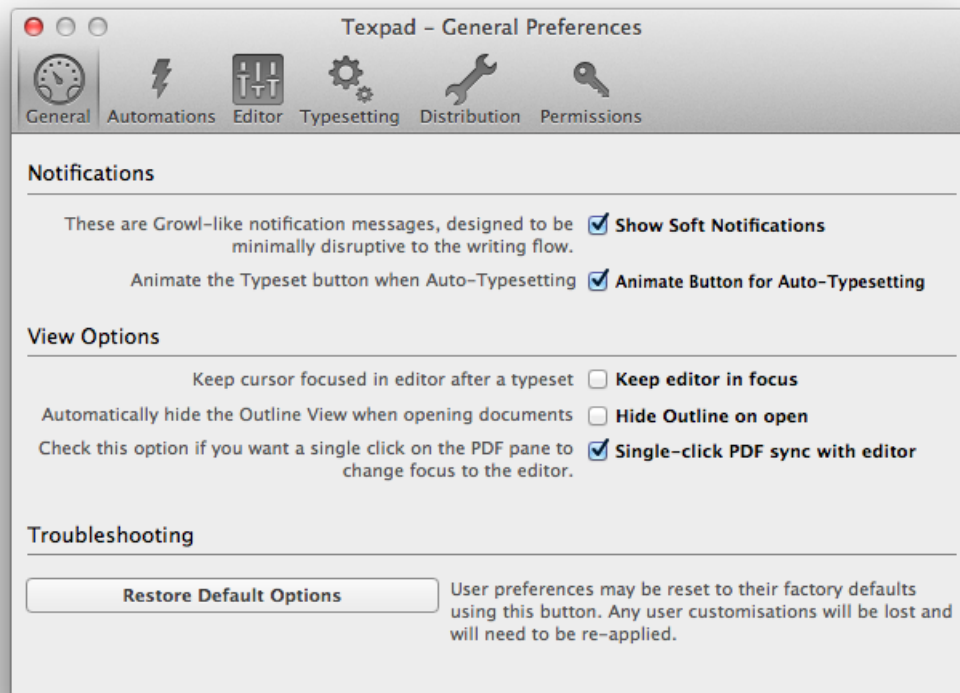 Texpad – General Preferences
General Automations Editor Typesetting Distribution Permissions
Notifications
These are Growl-like notification messages, designed to be
minimally disruptive to the writing flow.
Show Soft Notifications
Animate the Typeset button when Auto-Typesetting
Animate Button for Auto-Typesetting
View Options
Keep cursor focused in editor after a typeset
Keep editor in focus
Automatically hide the Outline View when opening documents
Hide Outline on open
Check this option if you want a single click on the PDF pane to
change focus to the editor.
Single-click PDF sync with editor
Troubleshooting
Restore Default Options
User preferences may be reset to their factory defaults
using this button. Any user customisations will be lost and
will need to be re-applied.